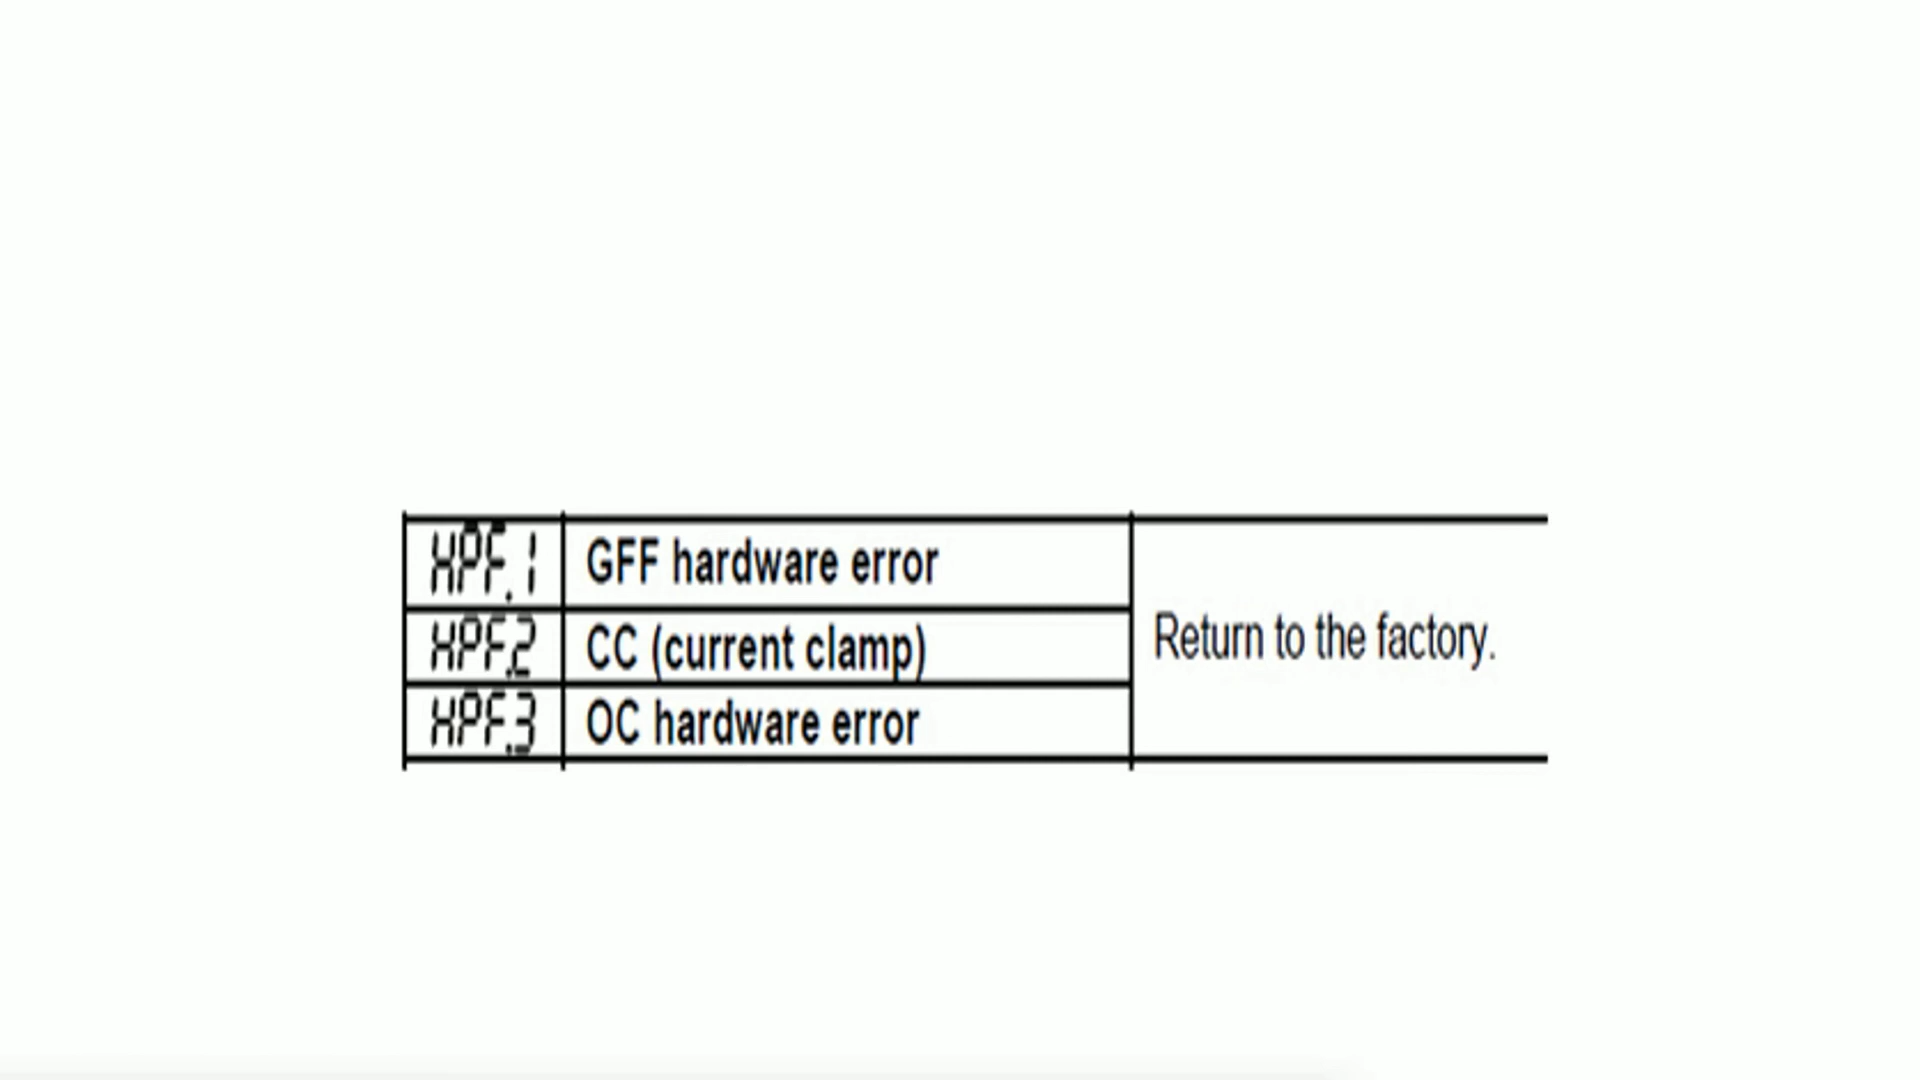 HPF.1 GFF hardware error
HPF.2 CC (current clamp)
Return to the factory.
HPF.3 OC hardware error